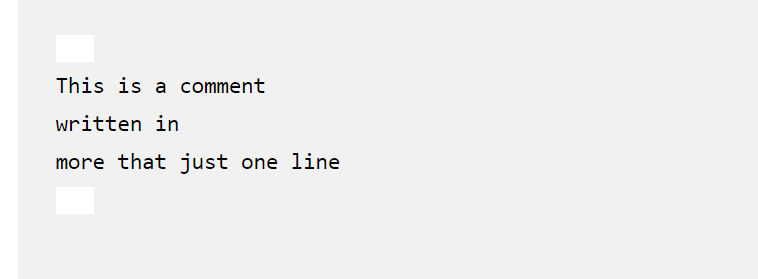 This is a comment
written in
more that just one line